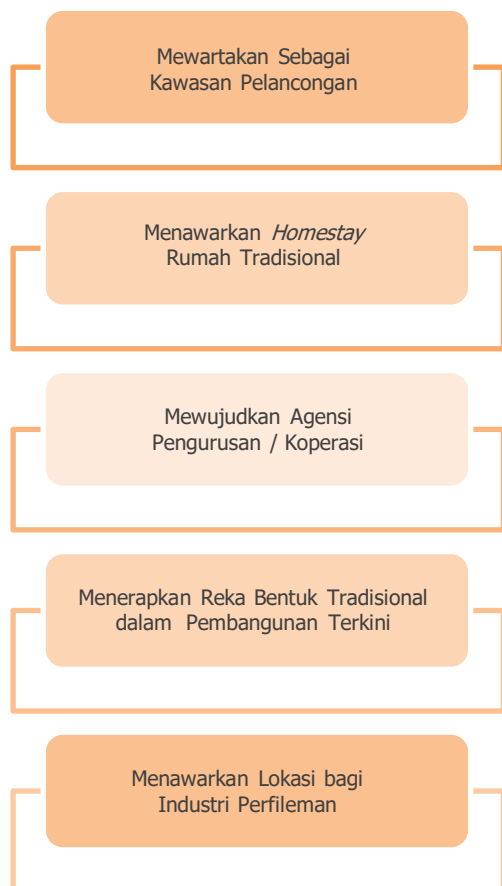 Mewartakan Sebagai
Kawasan Pelancongan
Menawarkan Homestay
Rumah Tradisional
Mewujudkan Agensi
Pengurusan / Koperasi
Menerapkan Reka Bentuk Tradisional
dalam Pembangunan Terkini
Menawarkan Lokasi bagi
Industri Perfileman